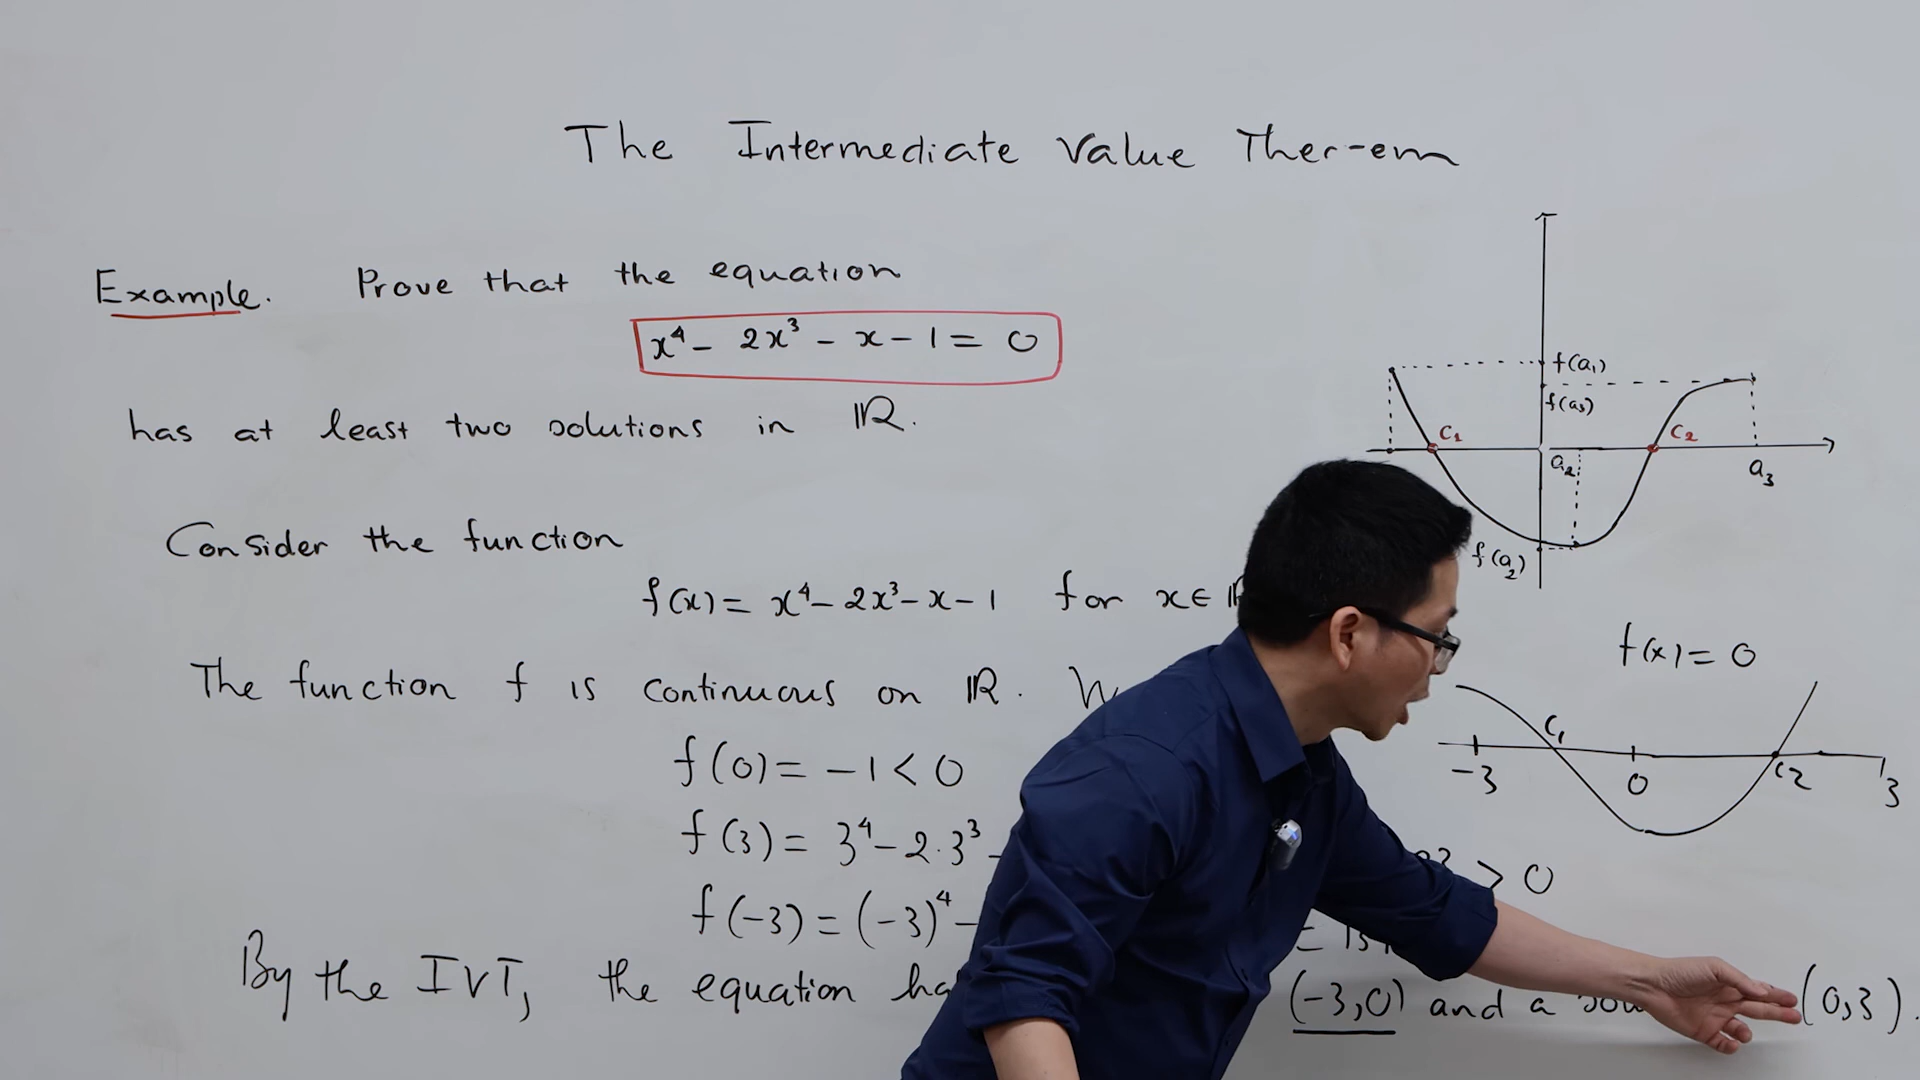 The Intermediate Value Ther-em
Example. Prove that the equation
x⁴ - 2x³ - x - 1 = 0
has at least two solutions in ℝ.
Consider the function
f(x) = x⁴ - 2x³ - x - 1 for x ∈ ℝ
The function f is continuous on ℝ.
f(0) = -1 < 0
f(3) = 3⁴ - 2.3³ - > 0
f(-3) = (-3)⁴ -
By the IVT, the equation (-3,0) and a (0,3).
f(a₁)
f(a₃)
c₁ c₂
a₂ a₃
f(a₂)
f(x) = 0
c₁
-3 0 c2 3